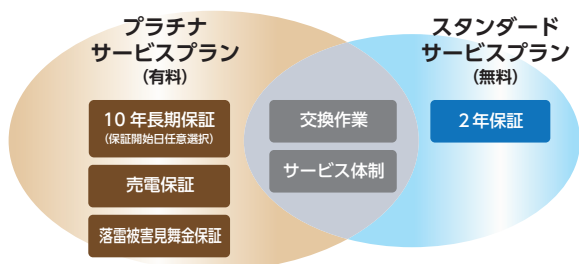 プラチナ
サービスプラン
(有料)
10年長期保証
(保証開始日任意選択)
売電保証
落雷被害見舞金保証
交換作業
サービス体制
スタンダード
サービスプラン
(無料)
2年保証